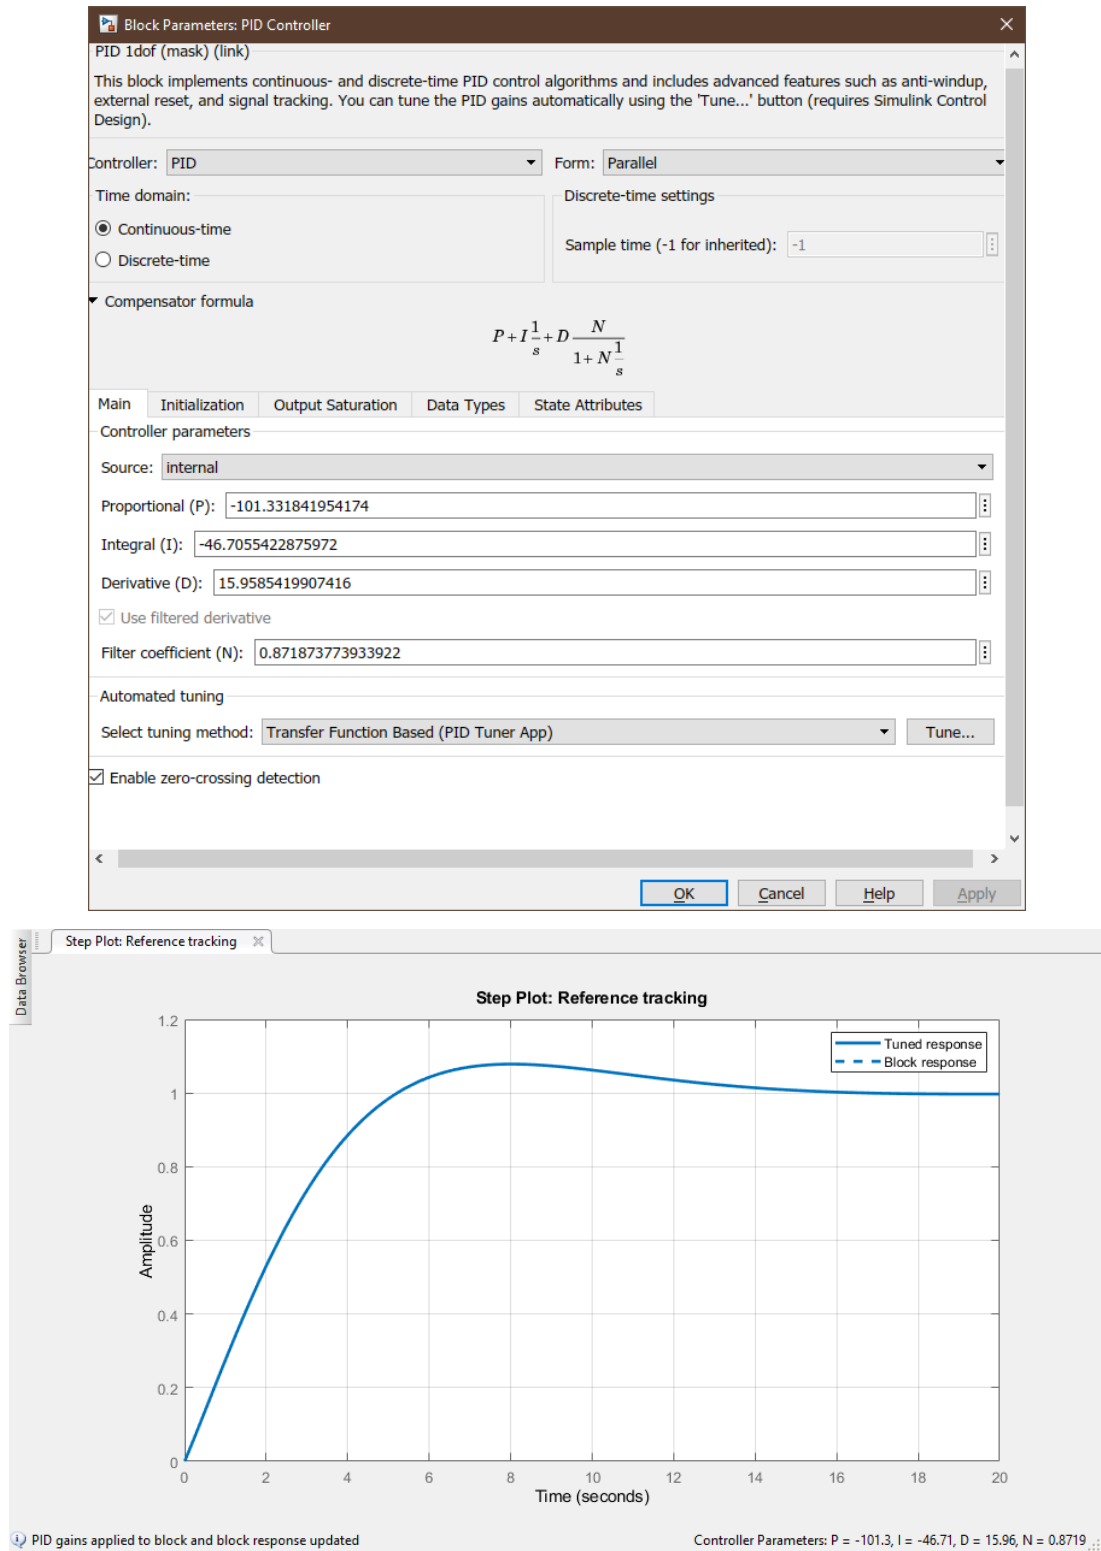 Block Parameters: PID Controller
PID 1dof (mask) (link)
This block implements continuous- and discrete-time PID control algorithms and includes advanced features such as anti-windup,
external reset, and signal tracking. You can tune the PID gains automatically using the 'Tune...' button (requires Simulink Control
Design).
Controller: PID Form: Parallel
Time domain: Discrete-time settings
Continuous-time
Sample time (-1 for inherited): -1
Discrete-time
Compensator formula
P + I 1/s + D N/(1 + N 1/s)
Main Initialization Output Saturation Data Types State Attributes
Controller parameters
Source: internal
Proportional (P): -101.331841954174
Integral (I): -46.7055422875972
Derivative (D): 15.9585419907416
Use filtered derivative
Filter coefficient (N): 0.871873773933922
Automated tuning
Select tuning method: Transfer Function Based (PID Tuner App) Tune...
Enable zero-crossing detection
OK Cancel Help Apply
Data Browser
Step Plot: Reference tracking
Step Plot: Reference tracking
Tuned response
Block response
Amplitude
1.2
1
0.8
0.6
0.4
0.2
0
0 2 4 6 8 10 12 14 16 18 20
Time (seconds)
PID gains applied to block and block response updated Controller Parameters: P = -101.3, I = -46.71, D = 15.96, N = 0.8719